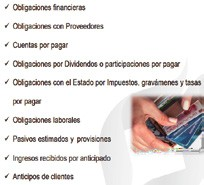 ✓ Obligaciones financieras
✓ Obligaciones con Proveedores
✓ Cuentas por pagar
✓ Obligaciones por Dividendos o participaciones por pagar
✓ Obligaciones con el Estado por Impuestos, gravámenes y tasas
por pagar
✓ Obligaciones laborales
✓ Pasivos estimados y provisiones
✓ Ingresos recibidos por anticipado
✓ Anticipos de clientes